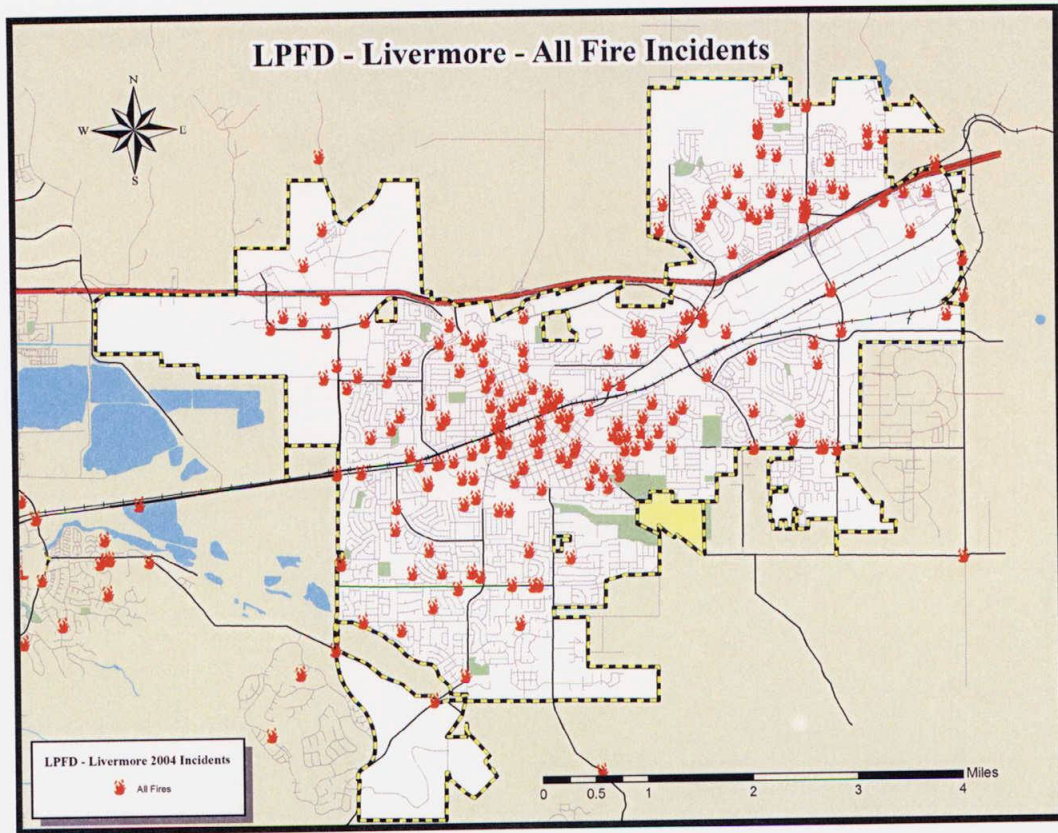 LPFD - Livermore - All Fire Incidents
N
W E
S
LPFD - Livermore 2004 Incidents
All Fires
Miles
0 0.5 1 2 3 4